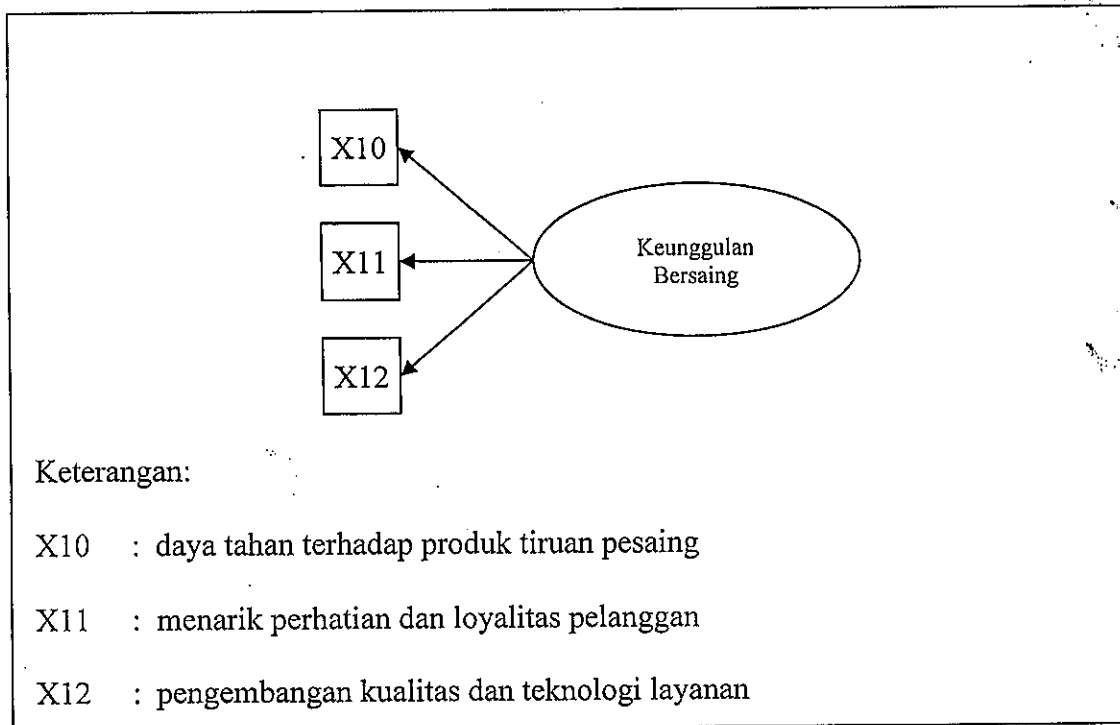 X10
X11
X12
Keunggulan
Bersaing
Keterangan:
X10 : daya tahan terhadap produk tiruan pesaing
X11 : menarik perhatian dan loyalitas pelanggan
X12 : pengembangan kualitas dan teknologi layanan